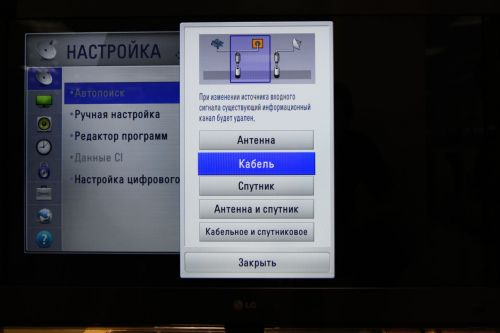 НАСТРОЙКА
•Автопоиск
•Ручная настройка
•Редактор программ
•Данные CI
•Настройка цифрового
При изменении источника входного
сигнала существующий информационный
канал будет удален.
Антенна
Кабель
Спутник
Антенна и спутник
Кабельное и спутниковое
Закрыть
LG